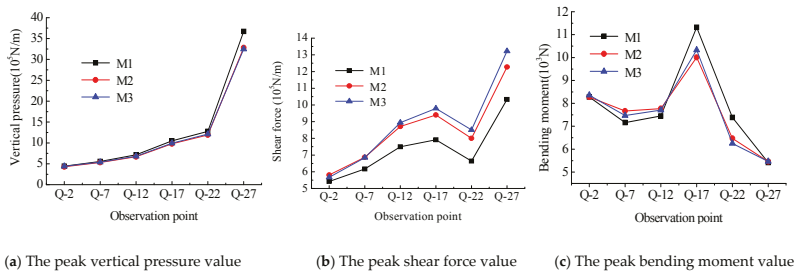 40
35
30
25
20
15
10
5
0
Vertical pressure(10⁵N/m)
M1
M2
M3
Q-2 Q-7 Q-12 Q-17 Q-22 Q-27
Observation point
(a) The peak vertical pressure value
14
13
12
11
10
9
8
7
6
5
Shear force (10⁵N/m)
M1
M2
M3
Q-2 Q-7 Q-12 Q-17 Q-22 Q-27
Observation point
(b) The peak shear force value
12
11
10
9
8
7
6
5
Bending moment(10³N)
M1
M2
M3
Q-2 Q-7 Q-12 Q-17 Q-22 Q-27
Observation point
(c) The peak bending moment value